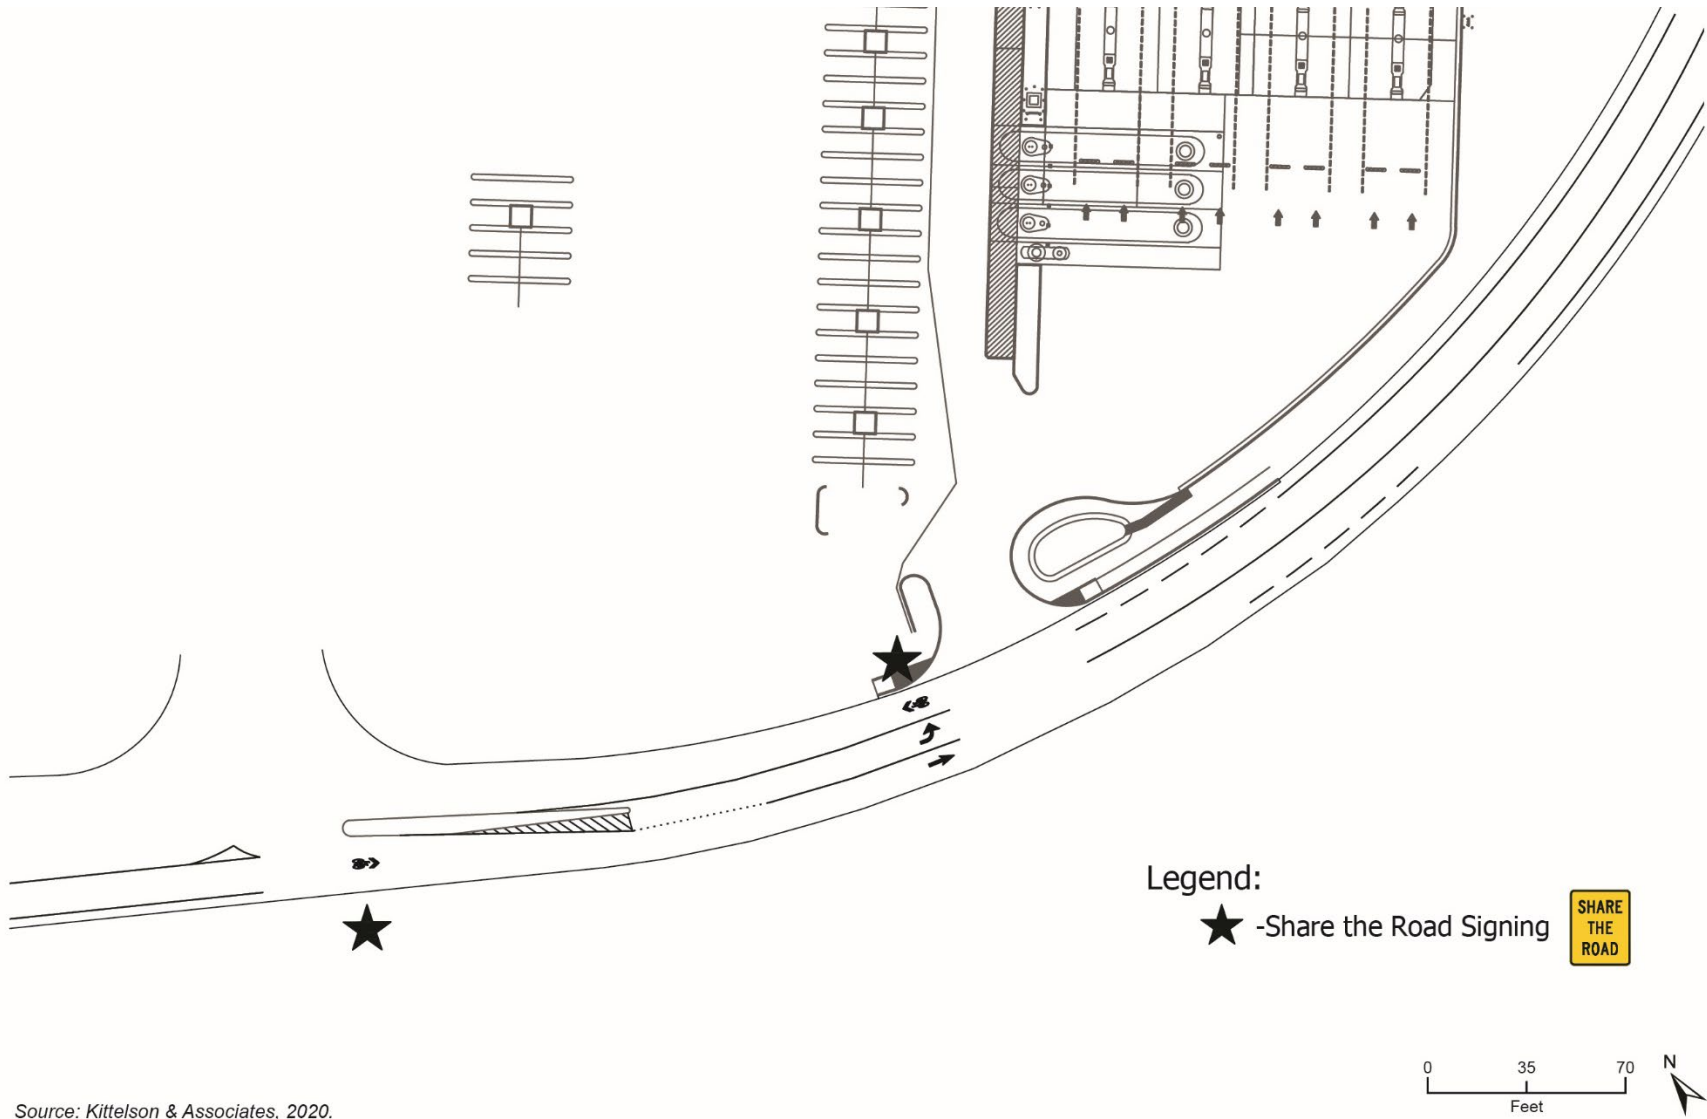 Legend:
-Share the Road Signing
SHARE
THE
ROAD
0 35 70
Feet
N
Source: Kittelson & Associates, 2020.